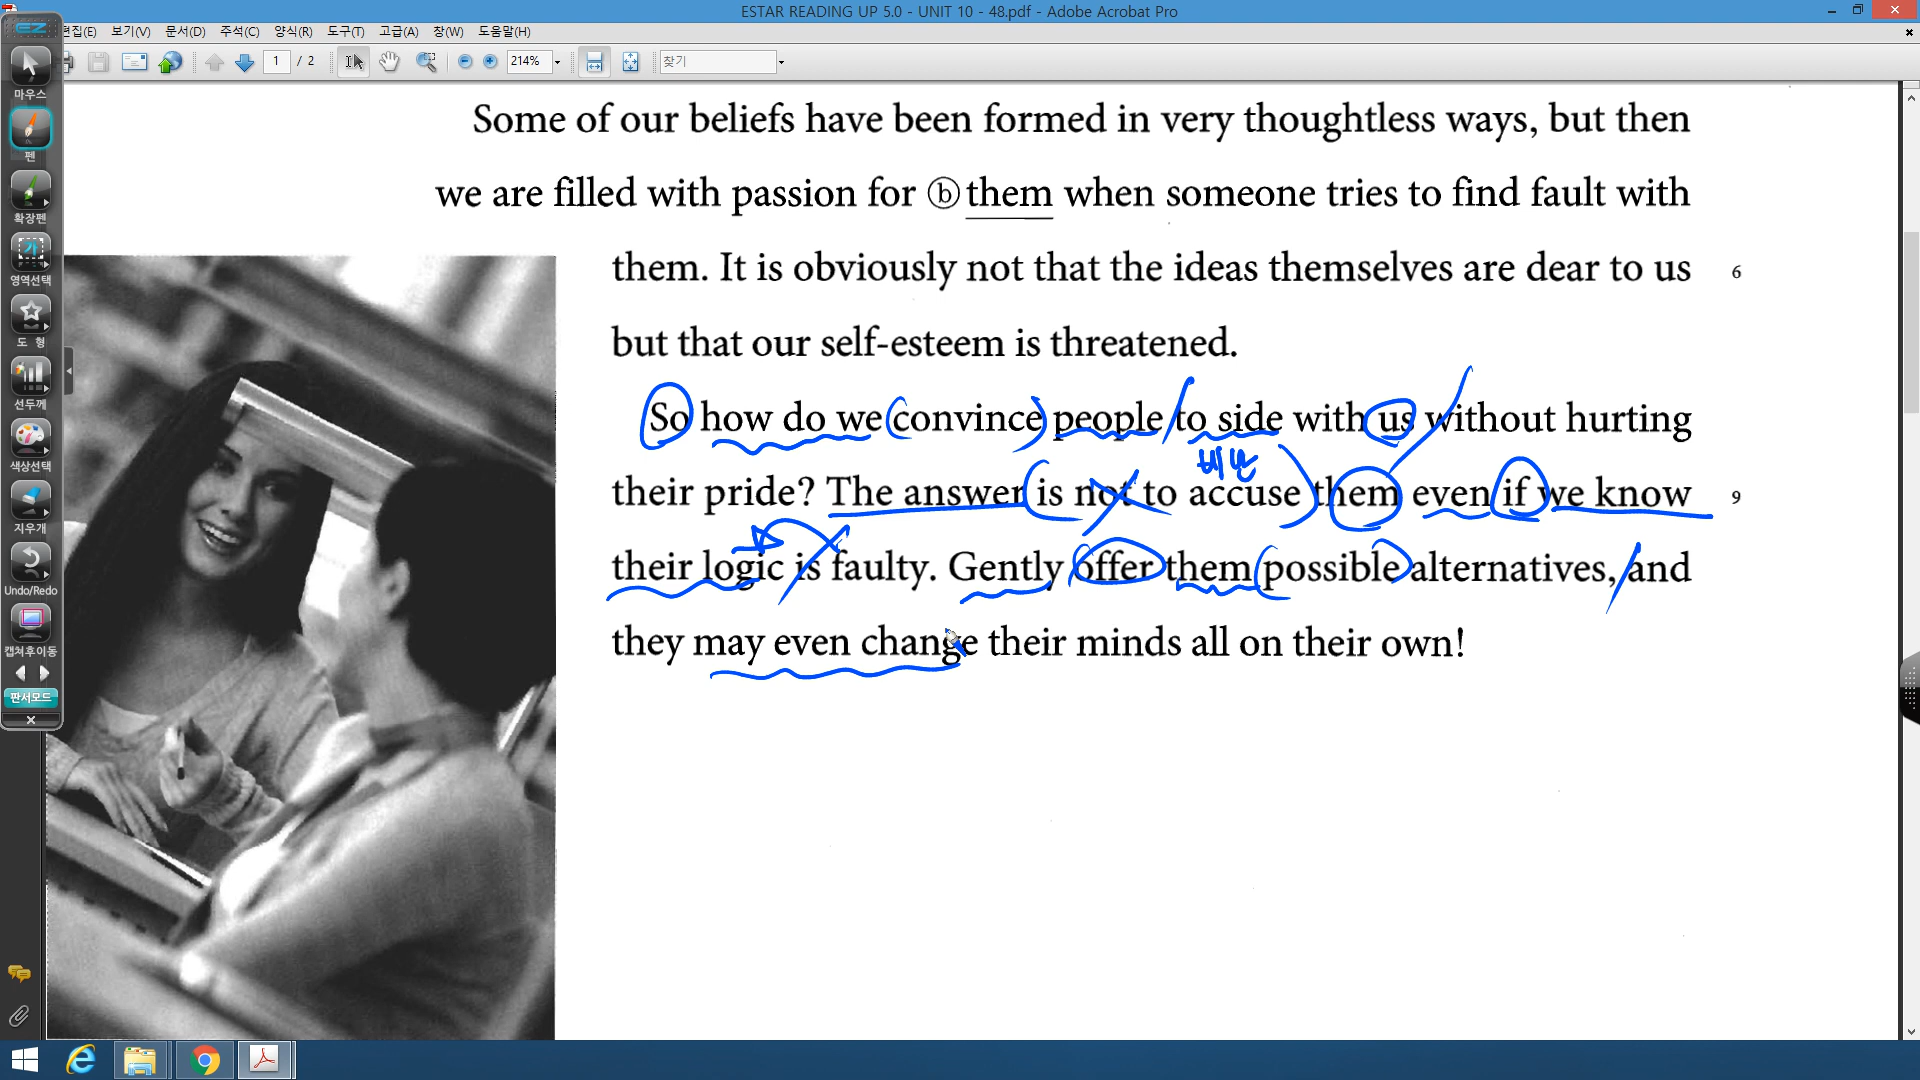 ESTAR READING UP 5.0 - UNIT 10 - 48.pdf - Adobe Acrobat Pro
EZ
편집(E) 보기(V) 문서(D) 주석(C) 양식(R) 도구(T) 고급(A) 창(W) 도움말(H)
1 / 2 214% 찾기
마우스
펜
확장펜
영역선택
도 형
선두께
색상선택
지우개
Undo/Redo
캡쳐후이동
판서모드
Some of our beliefs have been formed in very thoughtless ways, but then
we are filled with passion for ⓑ them when someone tries to find fault with
them. It is obviously not that the ideas themselves are dear to us 6
but that our self-esteem is threatened.
So how do we convince people to side with us without hurting
비난
their pride? The answer is not to accuse them even if we know 9
their logic is faulty. Gently offer them possible alternatives, and
they may even change their minds all on their own!